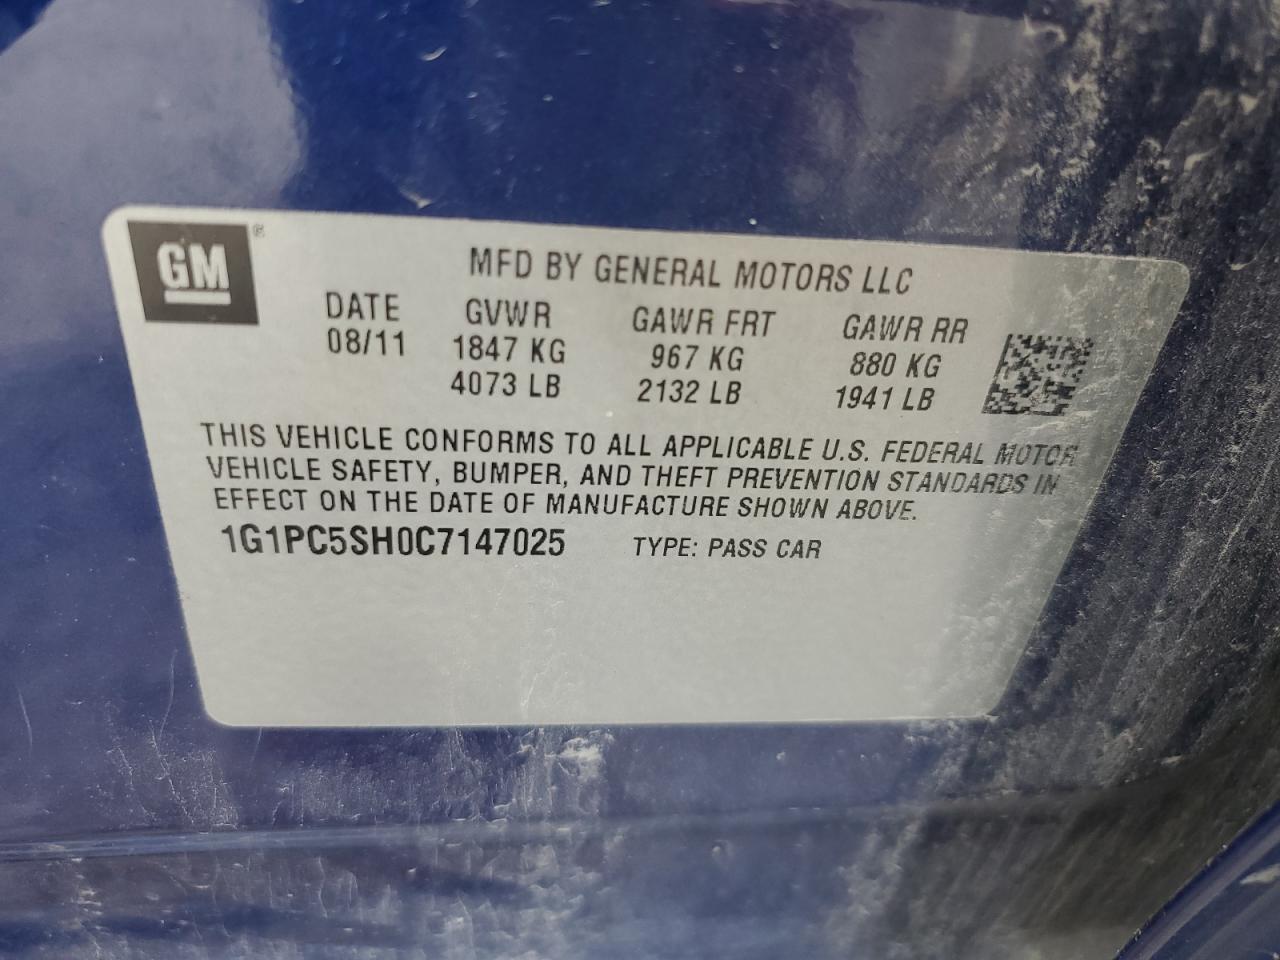 GM
MFD BY GENERAL MOTORS LLC
DATE GVWR GAWR FRT GAWR RR
08/11 1847 KG 967 KG 880 KG
4073 LB 2132 LB 1941 LB
THIS VEHICLE CONFORMS TO ALL APPLICABLE U.S. FEDERAL MOTOR
VEHICLE SAFETY, BUMPER, AND THEFT PREVENTION STANDARDS IN
EFFECT ON THE DATE OF MANUFACTURE SHOWN ABOVE.
1G1PC5SH0C7147025 TYPE: PASS CAR